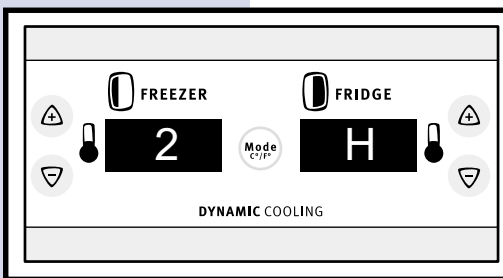 FREEZER FRIDGE
2 H
Mode
C°/F°
DYNAMIC COOLING